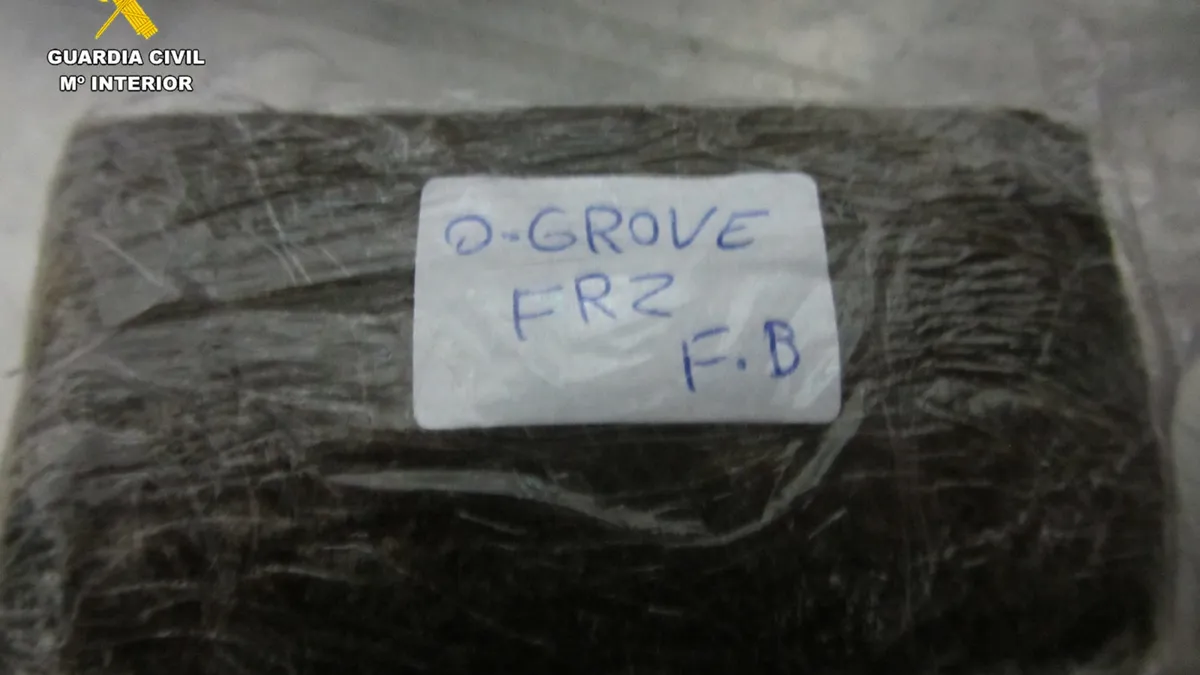 GUARDIA CIVIL
Mº INTERIOR
O-GROVE
FRZ
F.B